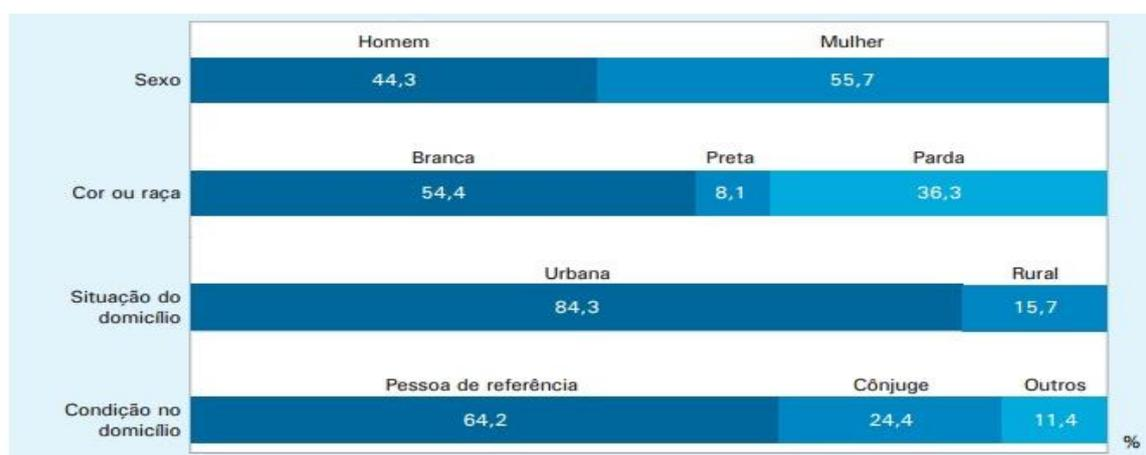 Homem Mulher
Sexo 44,3 55,7
Branca Preta Parda
Cor ou raça 54,4 8,1 36,3
Urbana Rural
Situação do
domicílio 84,3 15,7
Pessoa de referência Cônjuge Outros
Condição no
domicílio 64,2 24,4 11,4
%